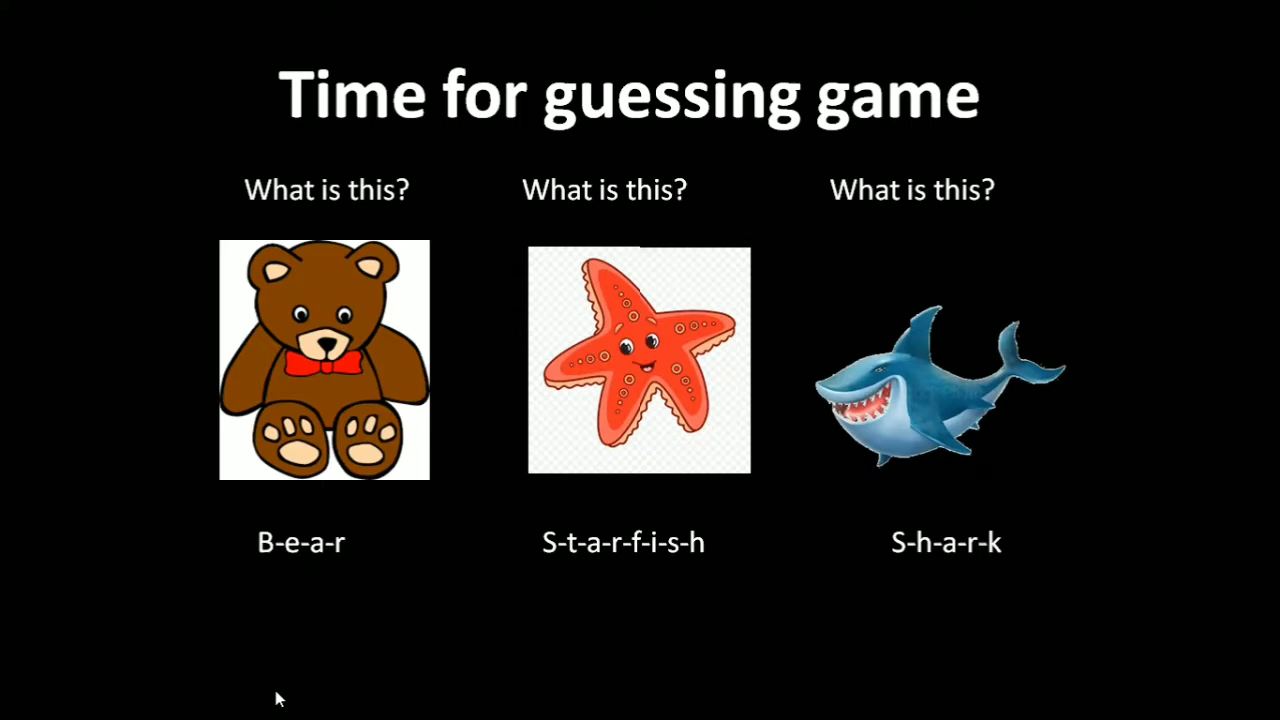 Time for guessing game
What is this?
What is this?
What is this?
B-e-a-r
S-t-a-r-f-i-s-h
S-h-a-r-k